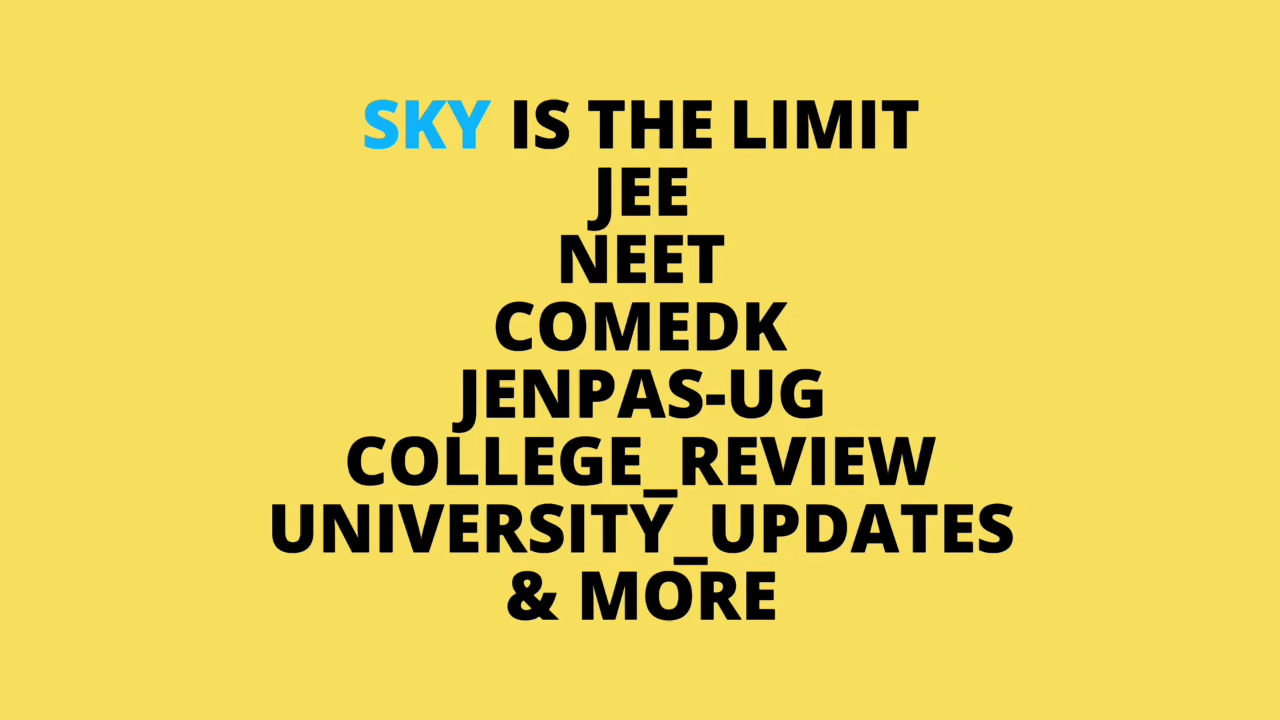 SKY IS THE LIMIT
JEE
NEET
COMEDK
JENPAS-UG
COLLEGE_REVIEW
UNIVERSITY_UPDATES
& MORE